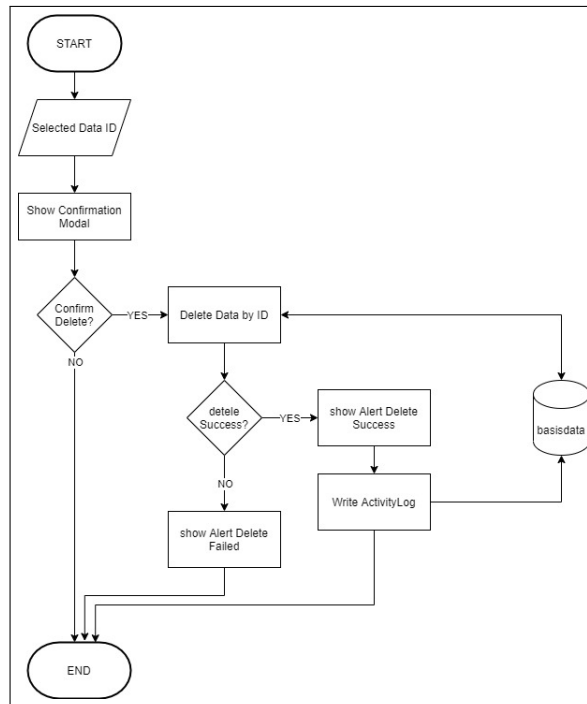 START
Selected Data ID
Show Confirmation
Modal
Confirm
Delete?
YES
Delete Data by ID
NO
detele
Success?
YES
show Alert Delete
Success
basisdata
NO
Write ActivityLog
show Alert Delete
Failed
END